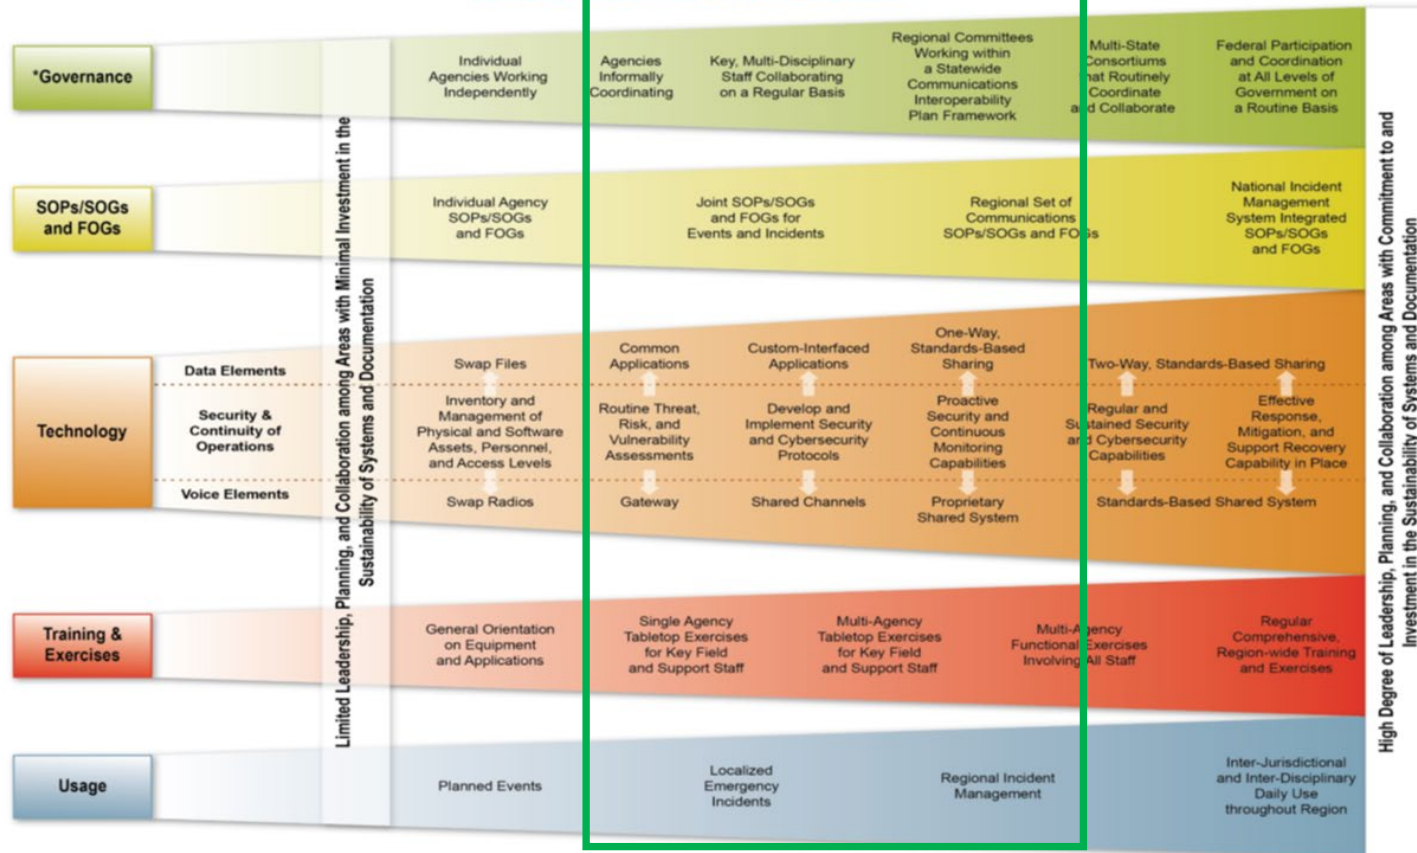 *Governance
Individual
Agencies Working
Independently
Agencies
Informally
Coordinating
Key, Multi-Disciplinary
Staff Collaborating
on a Regular Basis
Regional Committees
Working within
a Statewide
Communications
Interoperability
Plan Framework
Multi-State
Consortiums
that Routinely
Coordinate
and Collaborate
Federal Participation
and Coordination
at All Levels of
Government on
a Routine Basis
SOPs/SOGs
and FOGs
Individual Agency
SOPs/SOGs
and FOGs
Joint SOPs/SOGs
and FOGs for
Events and Incidents
Regional Set of
Communications
SOPs/SOGs and FOGs
National Incident
Management
System Integrated
SOPs/SOGs
and FOGs
Technology
Data Elements
Swap Files
Common
Applications
Custom-Interfaced
Applications
One-Way,
Standards-Based
Sharing
Two-Way, Standards-Based Sharing
Security &
Continuity of
Operations
Inventory and
Management of
Physical and Software
Assets, Personnel,
and Access Levels
Routine Threat,
Risk, and
Vulnerability
Assessments
Develop and
Implement Security
and Cybersecurity
Protocols
Proactive
Security and
Continuous
Monitoring
Capabilities
Regular and
Sustained Security
and Cybersecurity
Capabilities
Effective
Response,
Mitigation, and
Support Recovery
Capability in Place
Voice Elements
Swap Radios
Gateway
Shared Channels
Proprietary
Shared System
Standards-Based Shared System
Training &
Exercises
General Orientation
on Equipment
and Applications
Single Agency
Tabletop Exercises
for Key Field
and Support Staff
Multi-Agency
Tabletop Exercises
for Key Field
and Support Staff
Multi-Agency
Functional Exercises
Involving All Staff
Regular
Comprehensive,
Region-wide Training
and Exercises
Usage
Planned Events
Localized
Emergency
Incidents
Regional Incident
Management
Inter-Jurisdictional
and Inter-Disciplinary
Daily Use
throughout Region
Limited Leadership, Planning, and Collaboration among Areas with Minimal Investment in the
Sustainability of Systems and Documentation
High Degree of Leadership, Planning, and Collaboration among Areas with Commitment to and
Investment in the Sustainability of Systems and Documentation